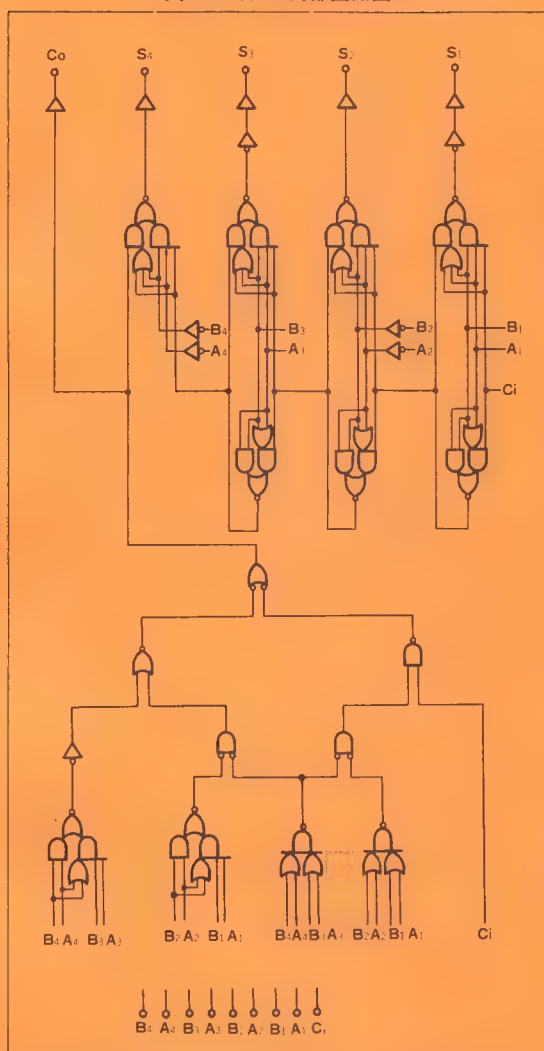 Co S4 S3 S2 S1
B4 B3 B2 B1
A4 A3 A2 A1
Ci
B4 A4 B3 A3 B2 A2 B1 A1 B4 A4 B3 A3 B2 A2 B1 A1 Ci
B4 A4 B3 A3 B2 A2 B1 A1 Ci